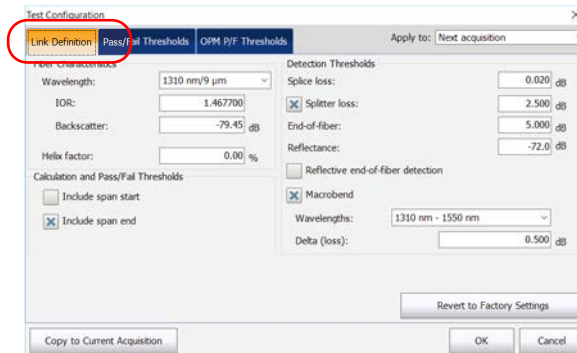 Test Configuration
Link Definition Pass/Fail Thresholds OPM P/F Thresholds Apply to: Next acquisition
Fiber Characteristics
Wavelength: 1310 nm/9 µm
IOR: 1.467700
Backscatter: -79.45 dB
Helix factor: 0.00 %
Calculation and Pass/Fail Thresholds
Include span start
Include span end
Detection Thresholds
Splice loss: 0.020 dB
Splitter loss: 2.500 dB
End-of-fiber: 5.000 dB
Reflectance: -72.0 dB
Reflective end-of-fiber detection
Macrobend
Wavelengths: 1310 nm - 1550 nm
Delta (loss): 0.500 dB
Revert to Factory Settings
Copy to Current Acquisition OK Cancel